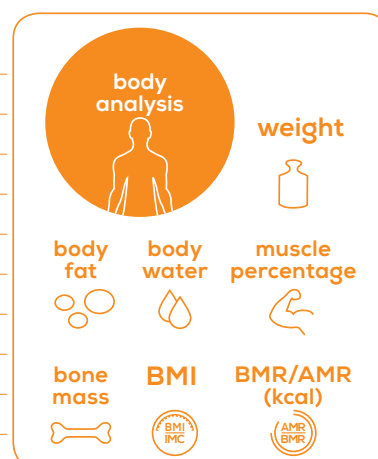 body
analysis
weight
body
fat
body
water
muscle
percentage
bone
mass
BMI
BMR/AMR
(kcal)
BMI
IMC
AMR
BMR